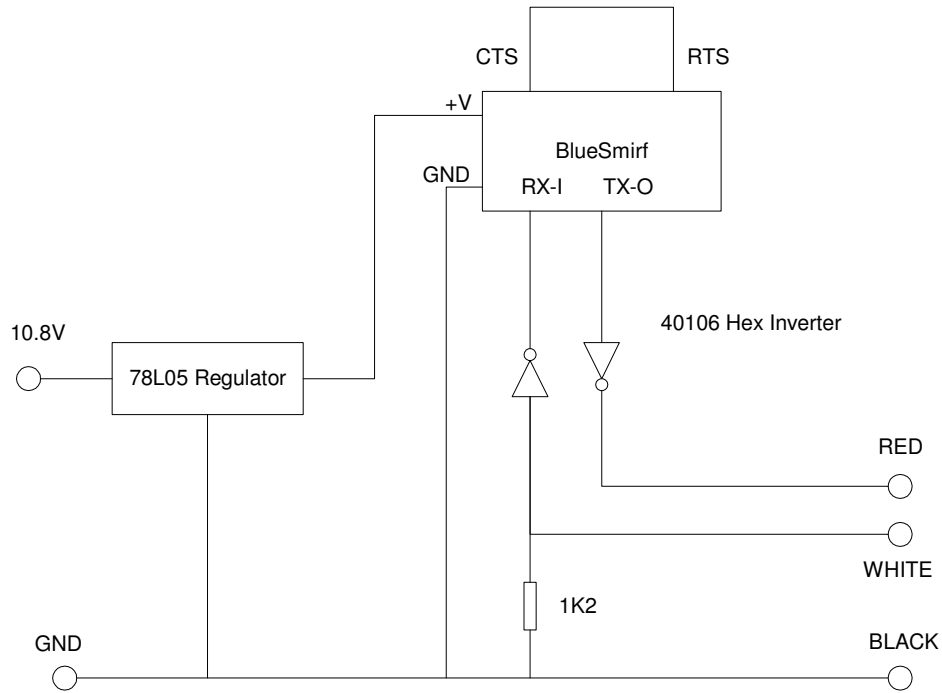 CTS
RTS
+V
BlueSmirf
GND
RX-I
TX-O
10.8V
40106 Hex Inverter
78L05 Regulator
RED
WHITE
1K2
GND
BLACK